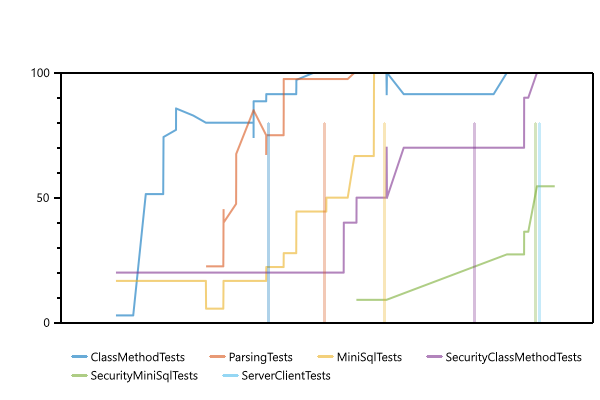 100
50
0
ClassMethodTests ParsingTests MiniSqlTests SecurityClassMethodTests
SecurityMiniSqlTests ServerClientTests